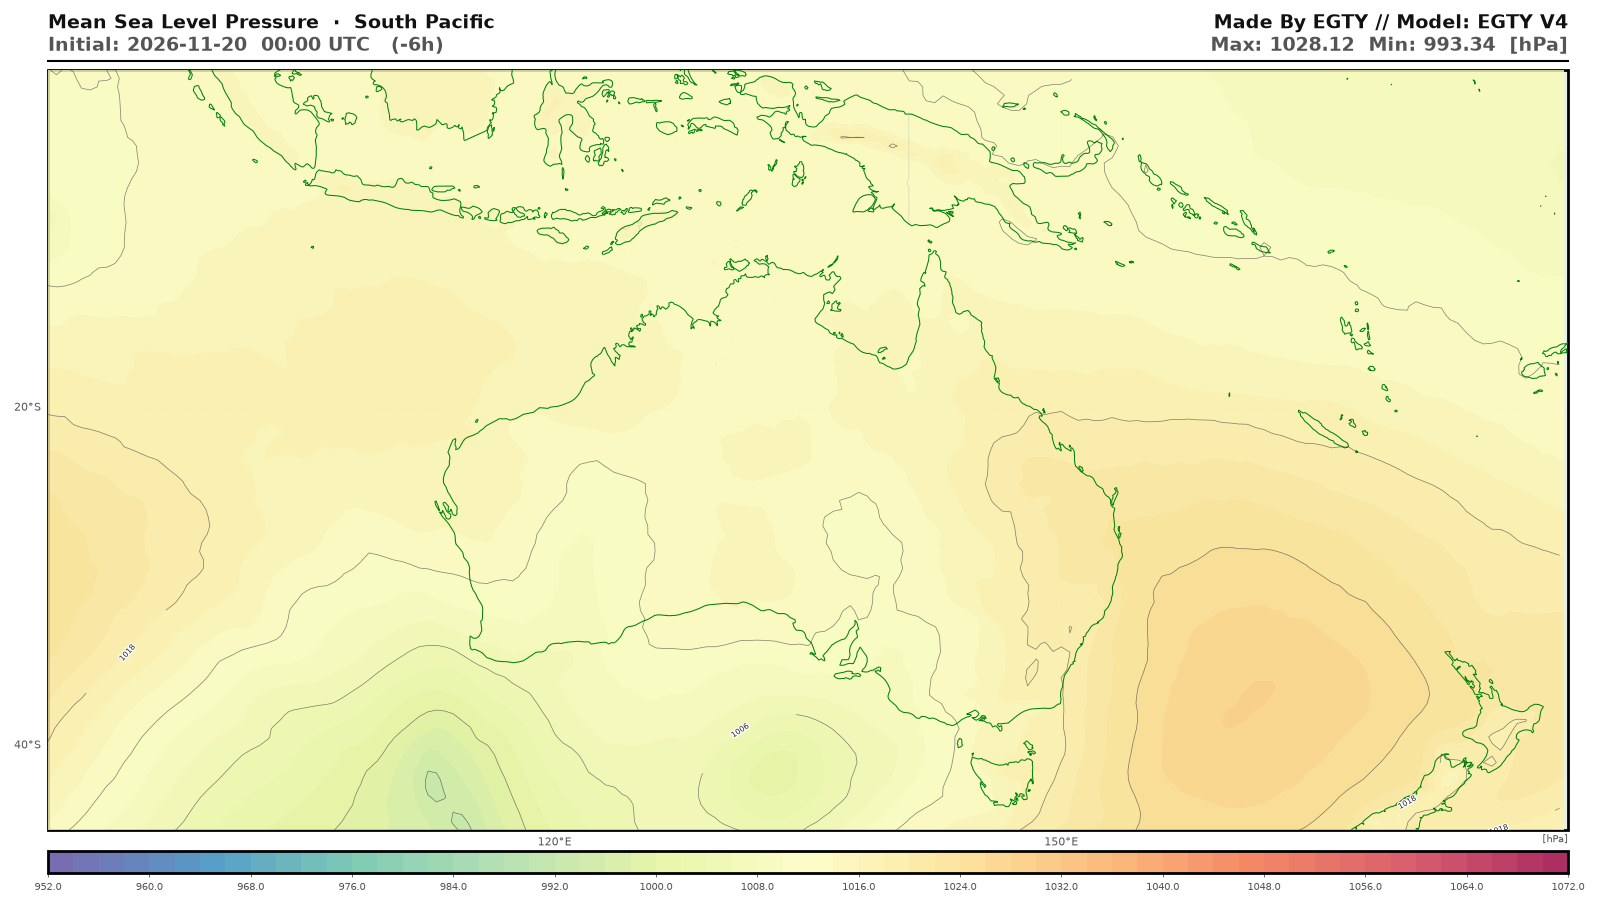 Mean Sea Level Pressure · South Pacific
Made By EGTY // Model: EGTY V4
Initial: 2026-11-20 00:00 UTC (-6h)
Max: 1028.12 Min: 993.34 [hPa]
20°S
1018
1006
40°S
1018
1018
120°E
150°E
[hPa]
952.0 960.0 968.0 976.0 984.0 992.0 1000.0 1008.0 1016.0 1024.0 1032.0 1040.0 1048.0 1056.0 1064.0 1072.0